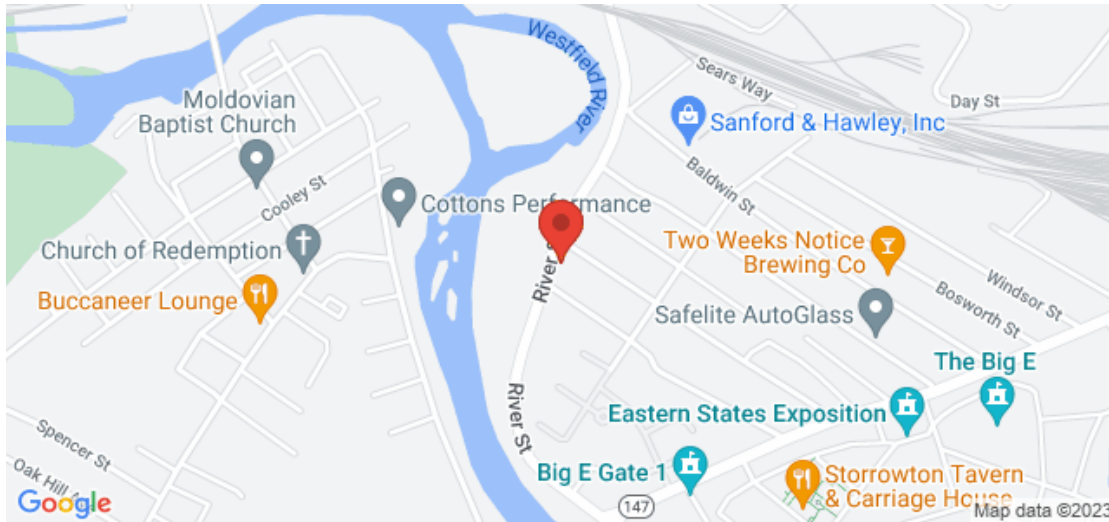 Westfield River
Sears Way
Day St
Moldovian
Baptist Church
Sanford & Hawley, Inc
Baldwin St
Cooley St
Cottons Performance
Church of Redemption
Two Weeks Notice
Brewing Co
River S
Windsor St
Buccaneer Lounge
Bosworth St
Safelite AutoGlass
The Big E
River St
Eastern States Exposition
Spencer St
Big E Gate 1
Oak Hill A
Storrowton Tavern
& Carriage House
147
Google
Map data ©2023